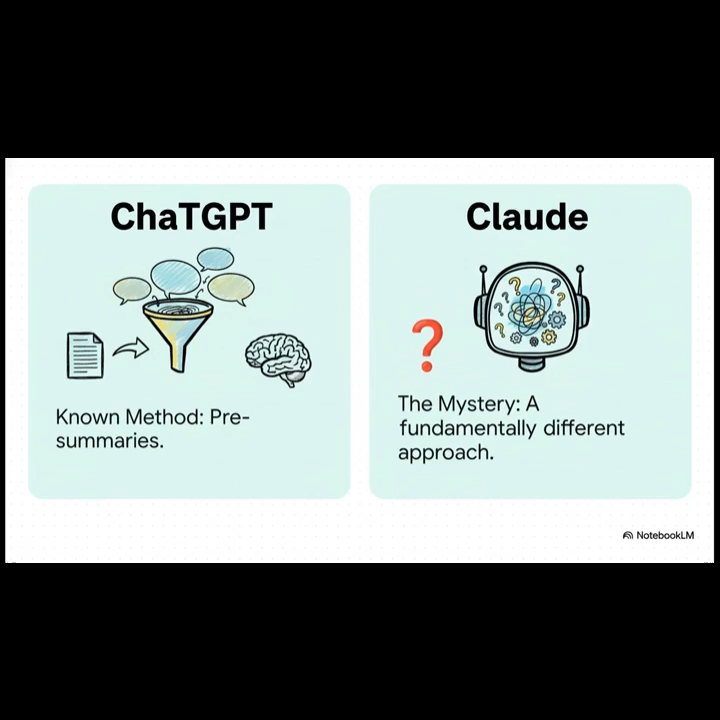 ChaTGPT
Known Method: Pre-
summaries.
Claude
The Mystery: A
fundamentally different
approach.
NotebookLM